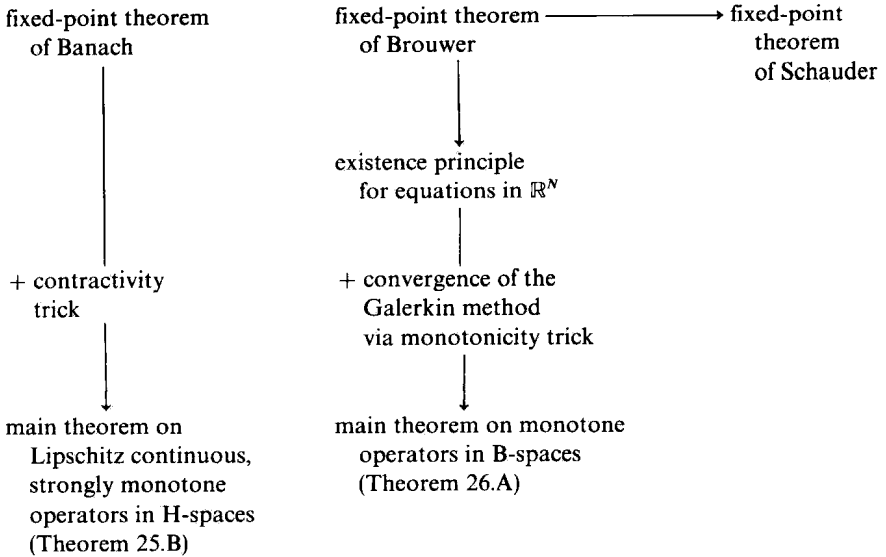 fixed-point theorem
of Banach
+ contractivity
trick
main theorem on
Lipschitz continuous,
strongly monotone
operators in H-spaces
(Theorem 25.B)
fixed-point theorem
of Brouwer
existence principle
for equations in ℝᴺ
+ convergence of the
Galerkin method
via monotonicity trick
main theorem on monotone
operators in B-spaces
(Theorem 26.A)
fixed-point
theorem
of Schauder